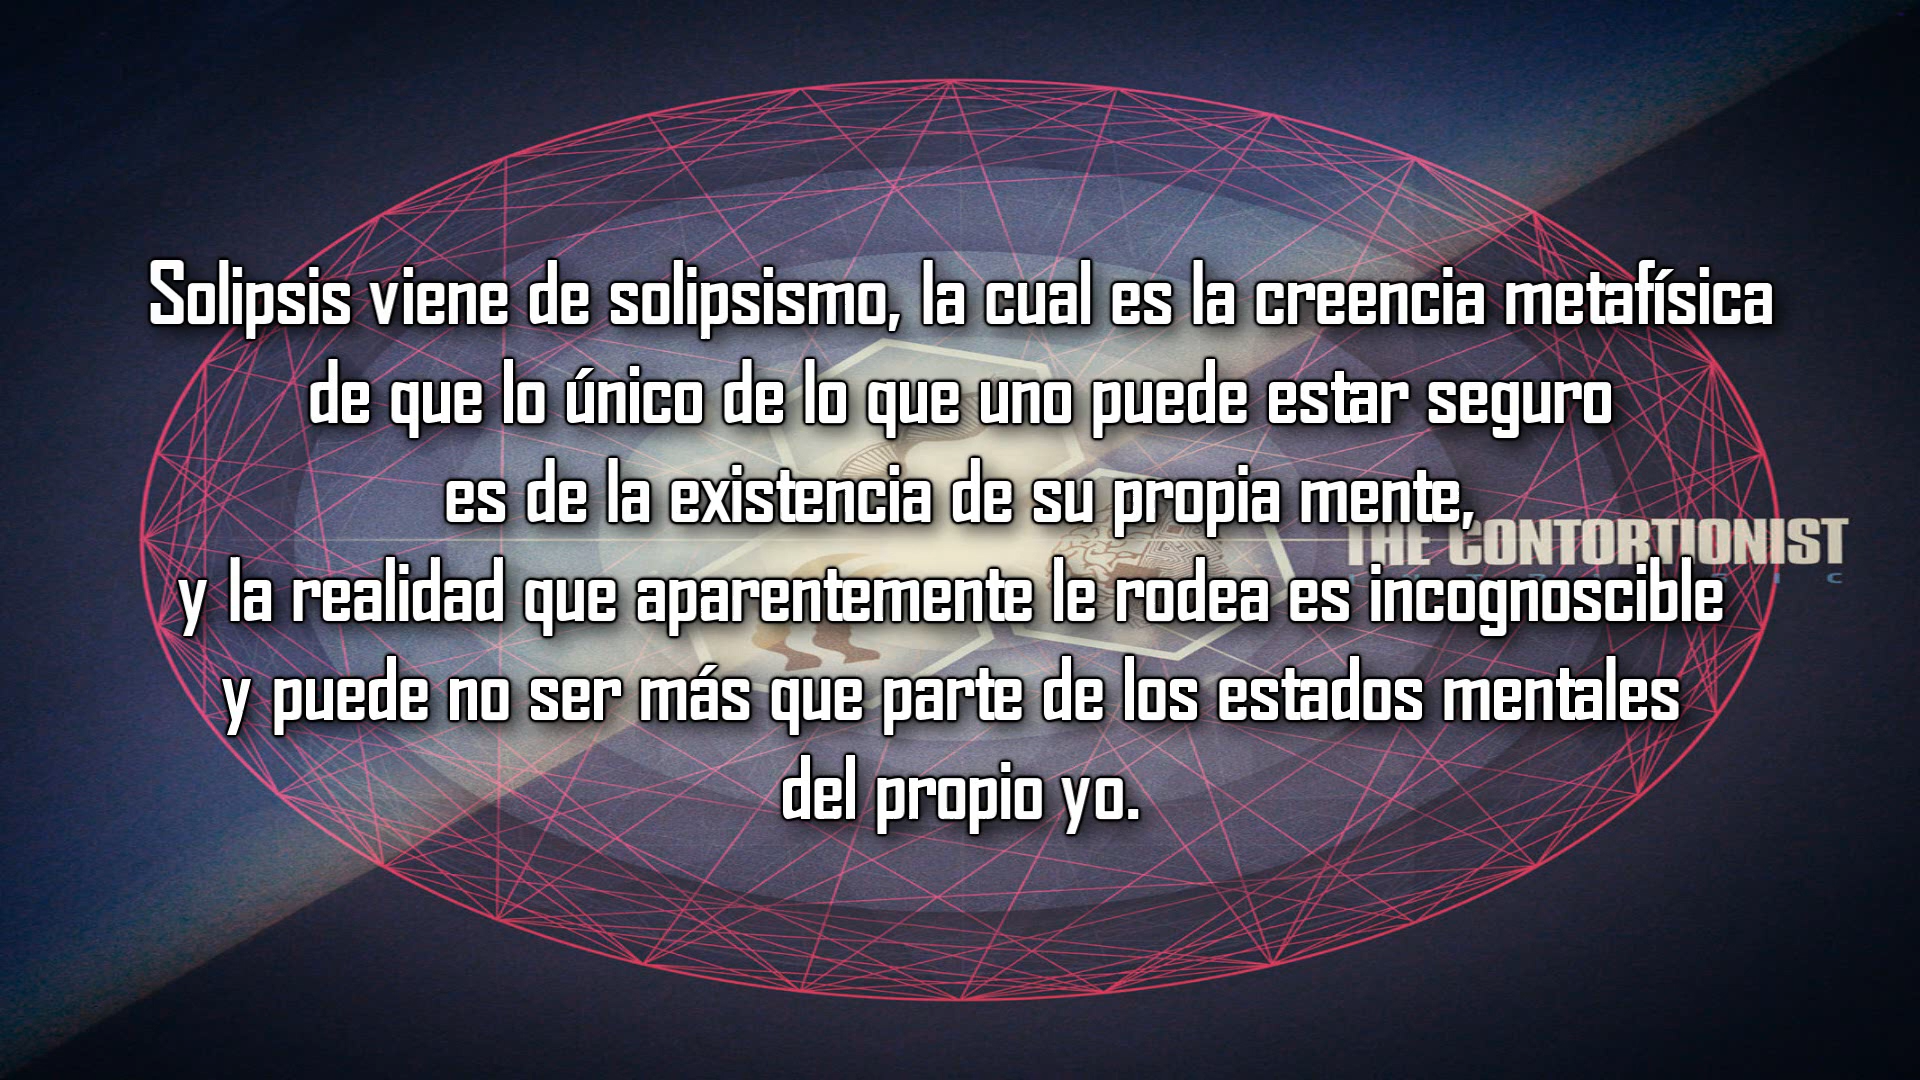 Solipsis viene de solipsismo, la cual es la creencia metafísica
de que lo único de lo que uno puede estar seguro
es de la existencia de su propia mente,
THE CONTORTIONIST
y la realidad que aparentemente le rodea es incognoscible
y puede no ser más que parte de los estados mentales
del propio yo.